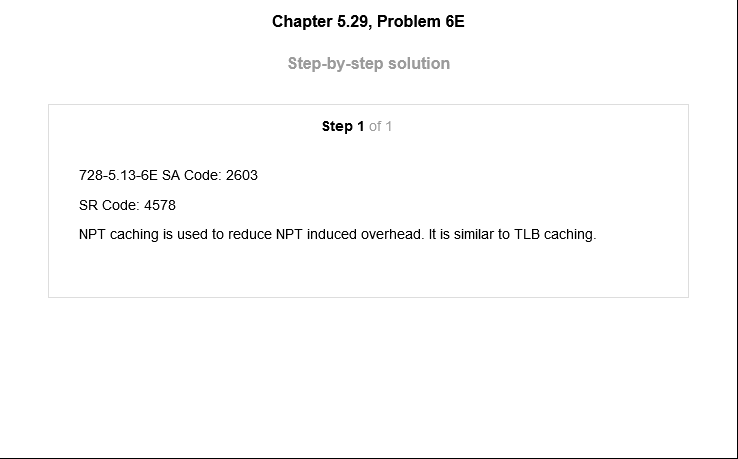 Chapter 5.29, Problem 6E
Step-by-step solution
Step 1 of 1
728-5.13-6E SA Code: 2603
SR Code: 4578
NPT caching is used to reduce NPT induced overhead. It is similar to TLB caching.